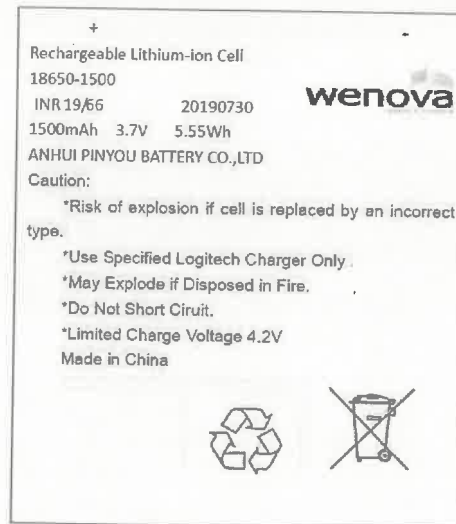 + -
Rechargeable Lithium-ion Cell
18650-1500
INR 19/66 20190730
wenova
1500mAh 3.7V 5.55Wh
ANHUI PINYOU BATTERY CO.,LTD
Caution:
*Risk of explosion if cell is replaced by an incorrect
type.
*Use Specified Logitech Charger Only .
*May Explode if Disposed in Fire.
*Do Not Short Ciruit.
*Limited Charge Voltage 4.2V
Made in China